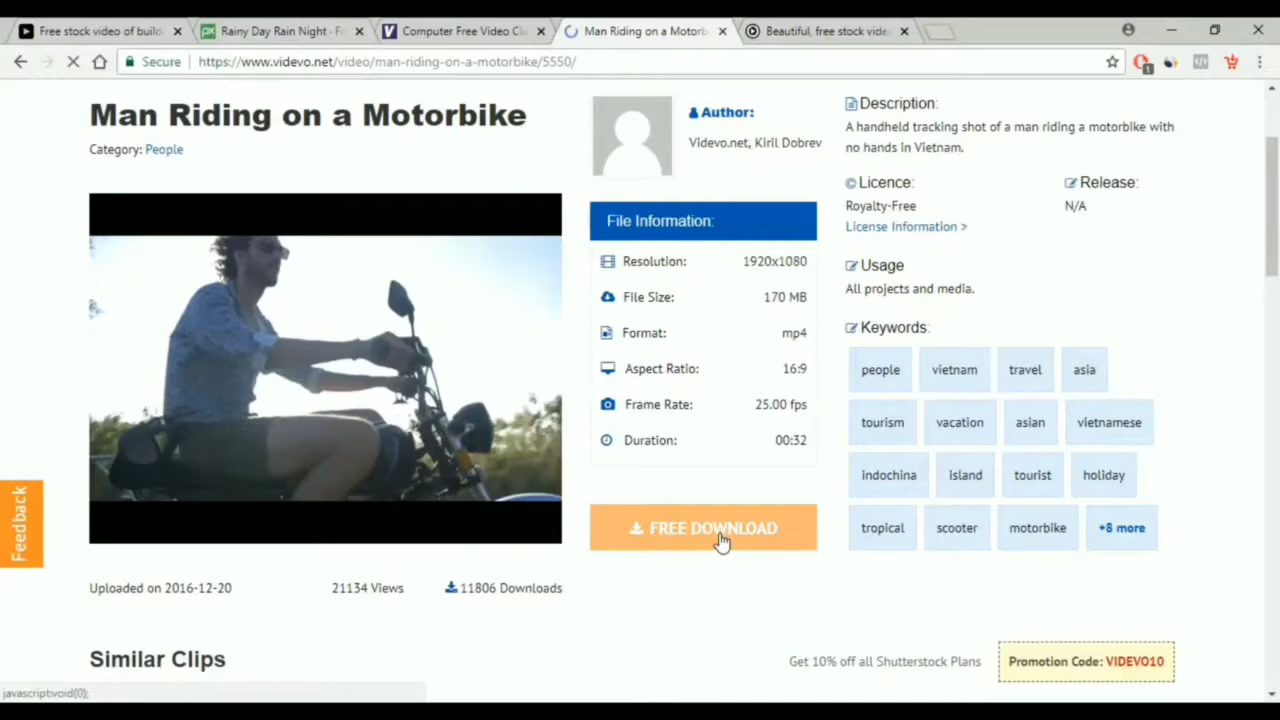 Free stock video of buildi
Rainy Day Rain Night - F
Computer Free Video Cli
Man Riding on a Motorb
Beautiful, free stock vide
Secure
https://www.videvo.net/video/man-riding-on-a-motorbike/5550/
1
Man Riding on a Motorbike
Category: People
Author:
Videvo.net, Kiril Dobrev
File Information:
Resolution: 1920x1080
File Size: 170 MB
Format: mp4
Aspect Ratio: 16:9
Frame Rate: 25.00 fps
Duration: 00:32
FREE DOWNLOAD
Description:
A handheld tracking shot of a man riding a motorbike with
no hands in Vietnam.
Licence:
Royalty-Free
License Information >
Release:
N/A
Usage
All projects and media.
Keywords:
people vietnam travel asia
tourism vacation asian vietnamese
indochina island tourist holiday
tropical scooter motorbike +8 more
Feedback
Uploaded on 2016-12-20 21134 Views 11806 Downloads
Similar Clips
Get 10% off all Shutterstock Plans
Promotion Code: VIDEVO10
javascript:void(0);